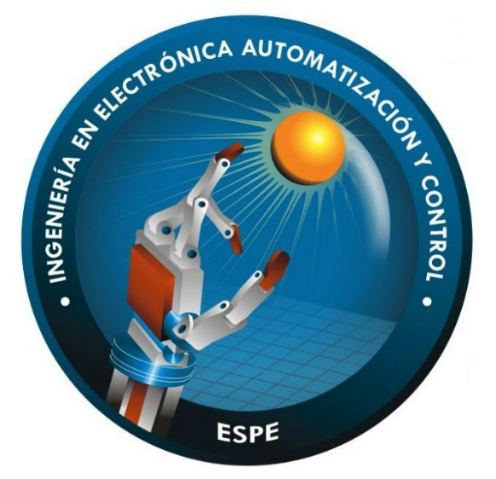 INGENIERÍA EN ELECTRÓNICA AUTOMATIZACIÓN Y CONTROL
ESPE